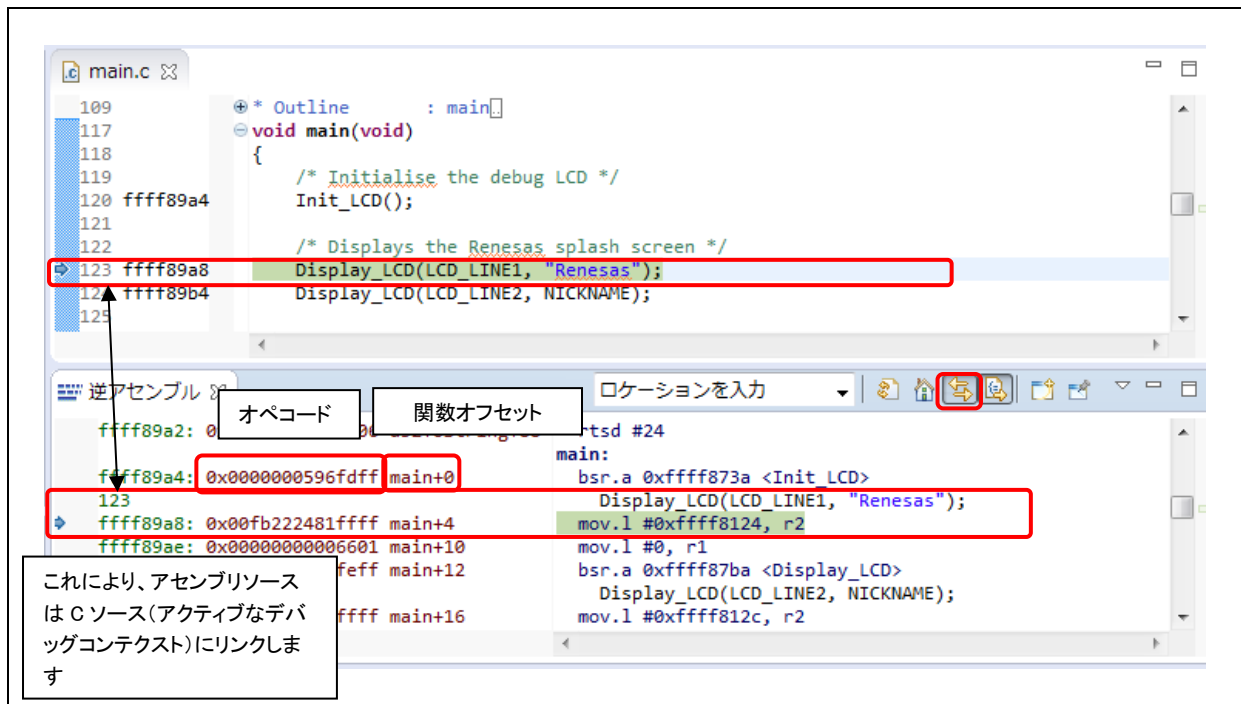 main.c
109 * Outline : main
117 void main(void)
118 {
119 /* Initialise the debug LCD */
120 ffff89a4 Init_LCD();
121
122 /* Displays the Renesas splash screen */
123 ffff89a8 Display_LCD(LCD_LINE1, "Renesas");
ffff89b4 Display_LCD(LCD_LINE2, NICKNAME);
125
逆アセンブル
ロケーションを入力
オペコード
関数オフセット
ffff89a2: rtsd #24
main:
ffff89a4: 0x0000000596fdff main+0 bsr.a 0xffff873a <Init_LCD>
123 Display_LCD(LCD_LINE1, "Renesas");
ffff89a8: 0x00fb222481ffff main+4 mov.l #0xffff8124, r2
ffff89ae: 0x00000000006601 main+10 mov.l #0, r1
feff main+12 bsr.a 0xffff87ba <Display_LCD>
Display_LCD(LCD_LINE2, NICKNAME);
ffff main+16 mov.l #0xffff812c, r2
これにより、アセンブリソース
は C ソース(アクティブなデバ
ッグコンテクスト)にリンクしま
す